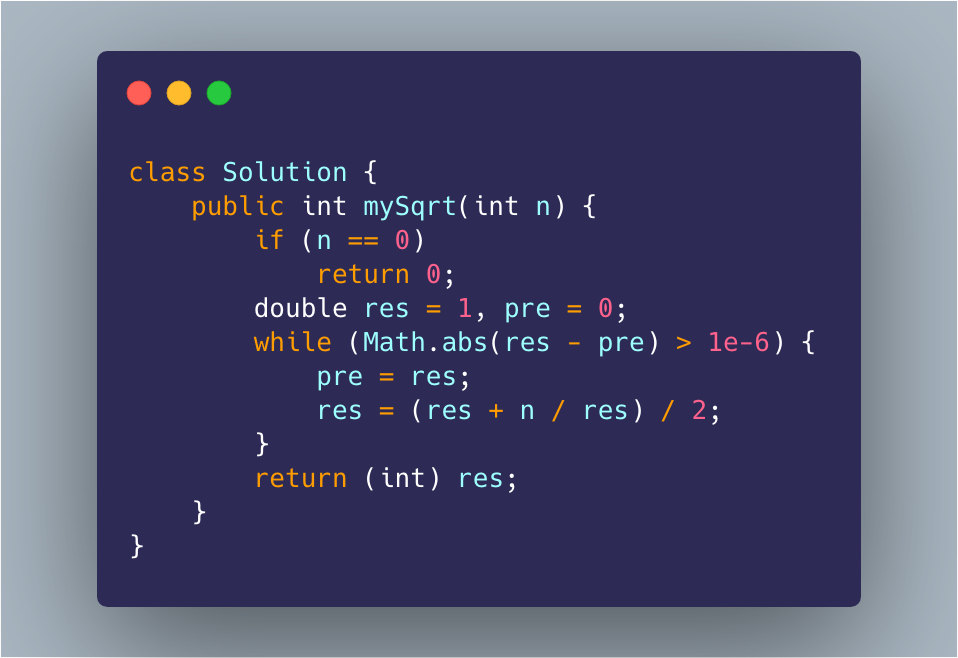 class Solution {
    public int mySqrt(int n) {
        if (n == 0)
            return 0;
        double res = 1, pre = 0;
        while (Math.abs(res - pre) > 1e-6) {
            pre = res;
            res = (res + n / res) / 2;
        }
        return (int) res;
    }
}